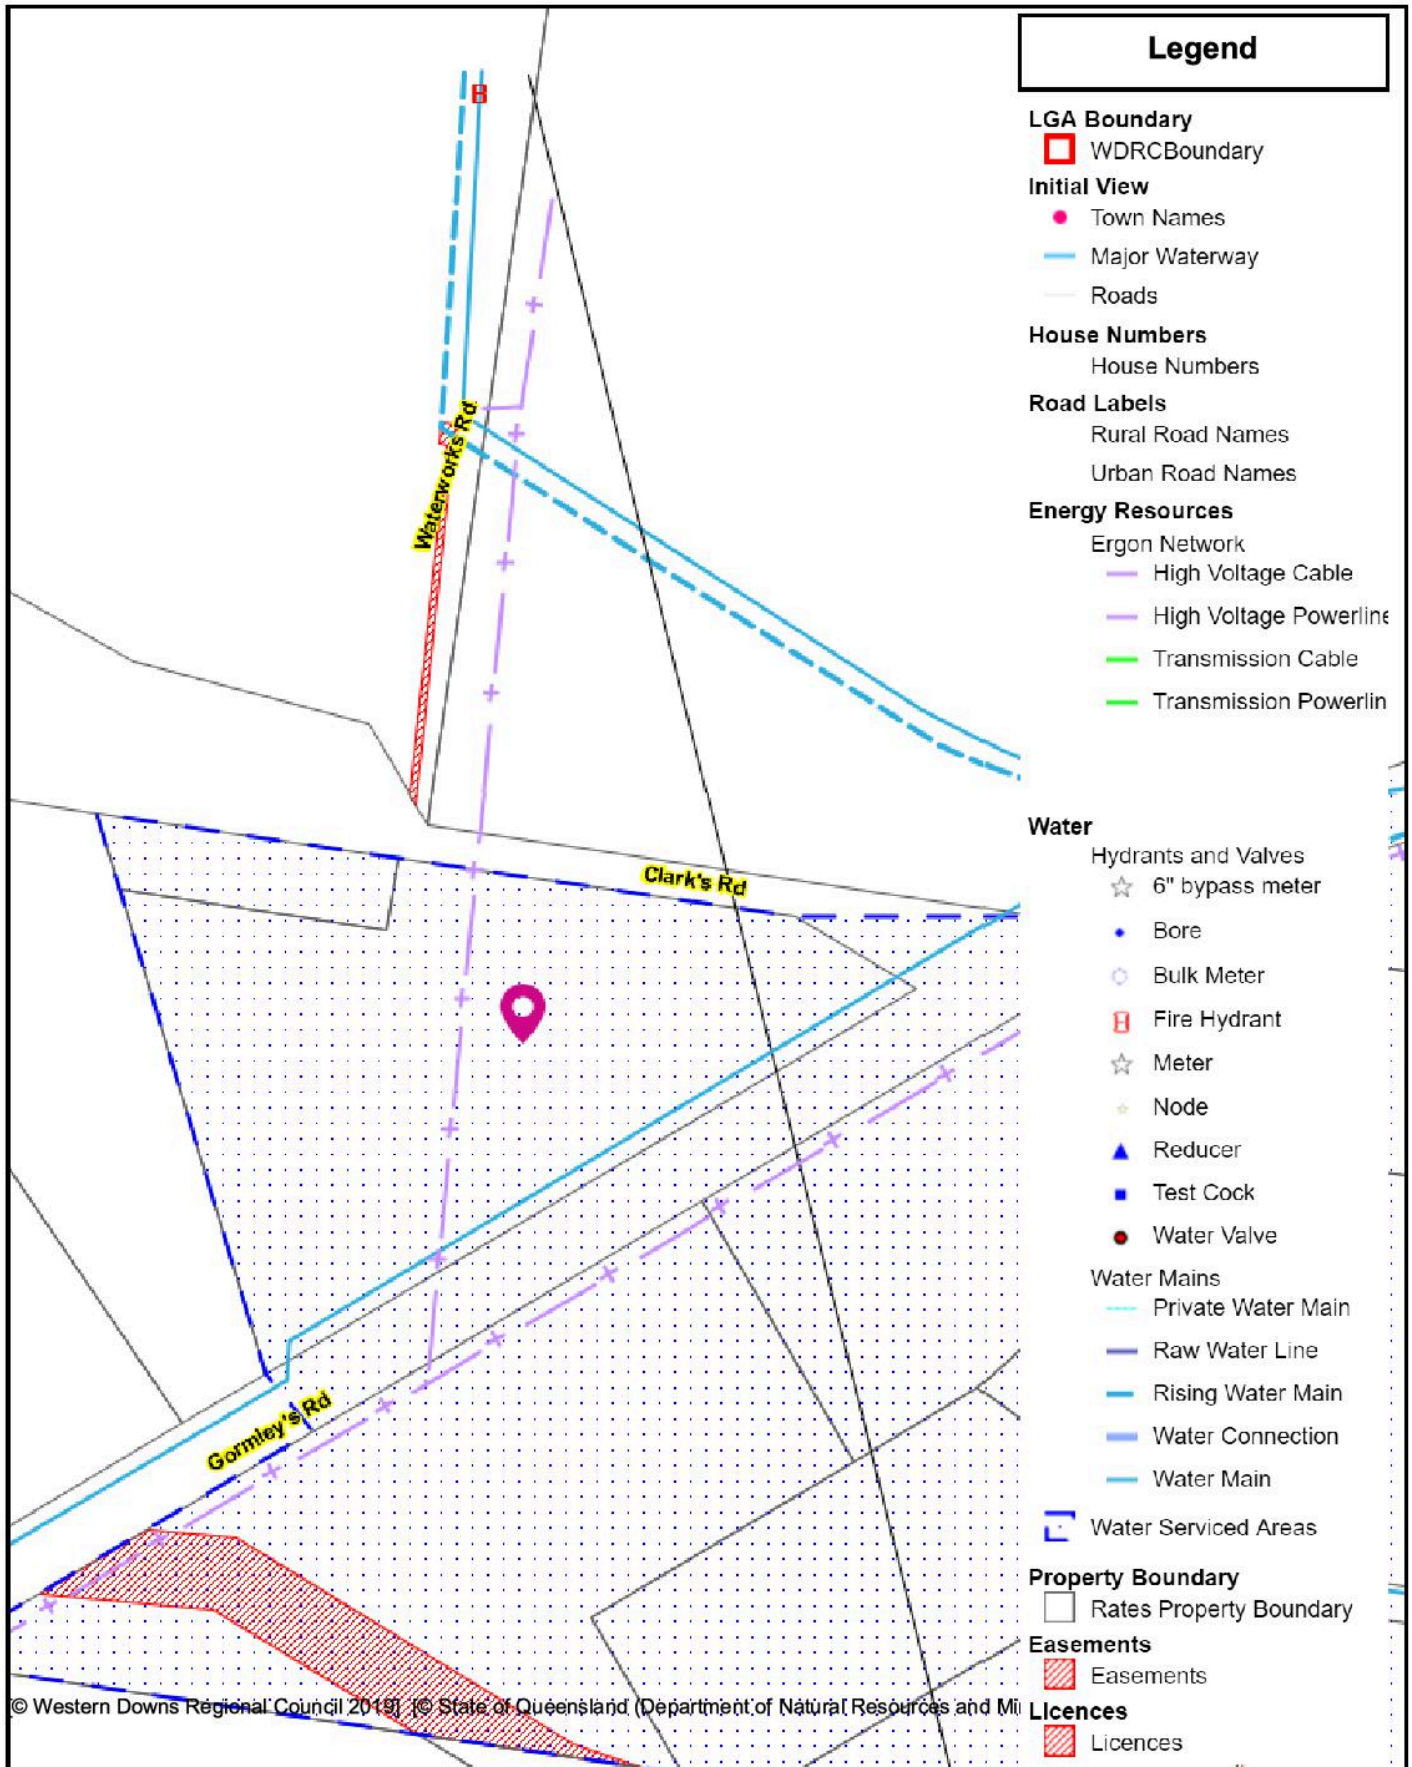 Legend
LGA Boundary
WDRCBoundary
Initial View
Town Names
Major Waterway
Roads
House Numbers
House Numbers
Road Labels
Rural Road Names
Urban Road Names
Energy Resources
Ergon Network
High Voltage Cable
High Voltage Powerline
Transmission Cable
Transmission Powerlin
Water
Hydrants and Valves
6" bypass meter
Bore
Bulk Meter
H Fire Hydrant
Meter
Node
Reducer
Test Cock
Water Valve
Water Mains
Private Water Main
Raw Water Line
Rising Water Main
Water Connection
Water Main
Water Serviced Areas
Property Boundary
Rates Property Boundary
Easements
Easements
Licences
Licences
H
Waterworks Rd
Clark's Rd
Gormley's Rd
© Western Downs Regional Council 2019] [© State of Queensland (Department of Natural Resources and Mi